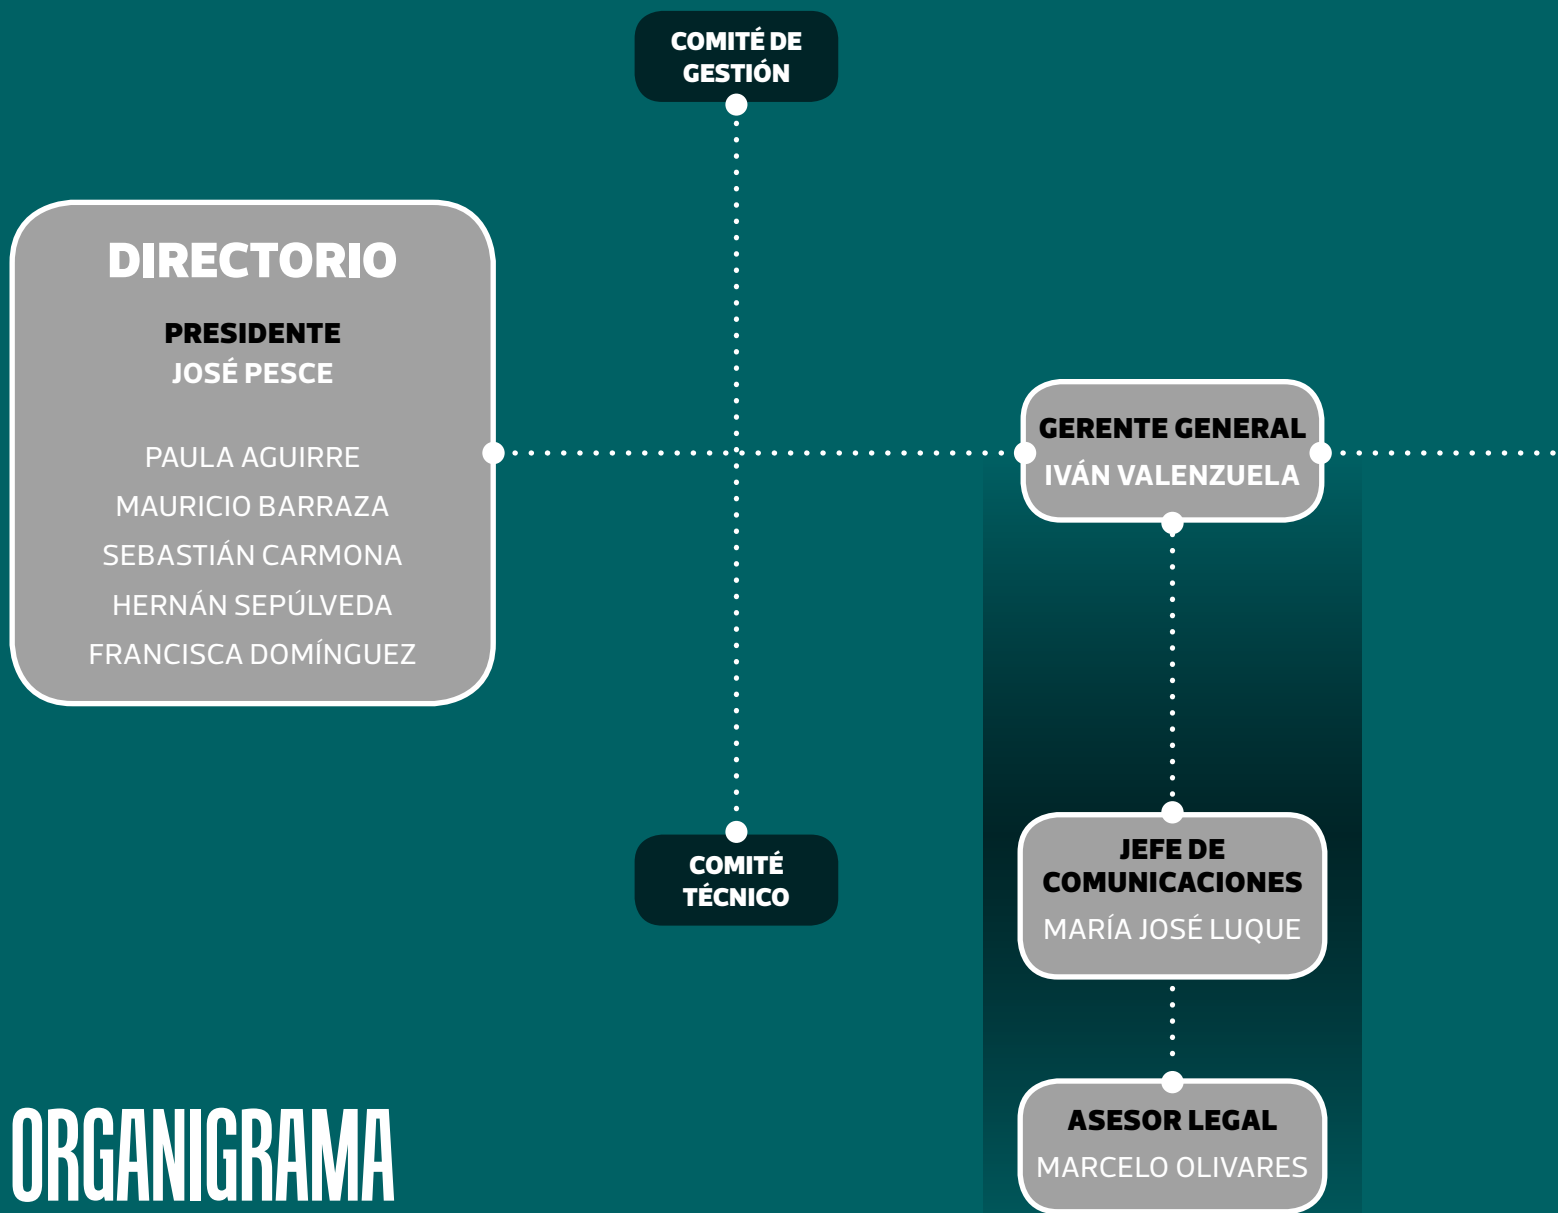 COMITÉ DE
GESTIÓN
DIRECTORIO
PRESIDENTE
JOSÉ PESCE
PAULA AGUIRRE
MAURICIO BARRAZA
SEBASTIÁN CARMONA
HERNÁN SEPÚLVEDA
FRANCISCA DOMÍNGUEZ
GERENTE GENERAL
IVÁN VALENZUELA
COMITÉ
TÉCNICO
JEFE DE
COMUNICACIONES
MARÍA JOSÉ LUQUE
ASESOR LEGAL
MARCELO OLIVARES
ORGANIGRAMA